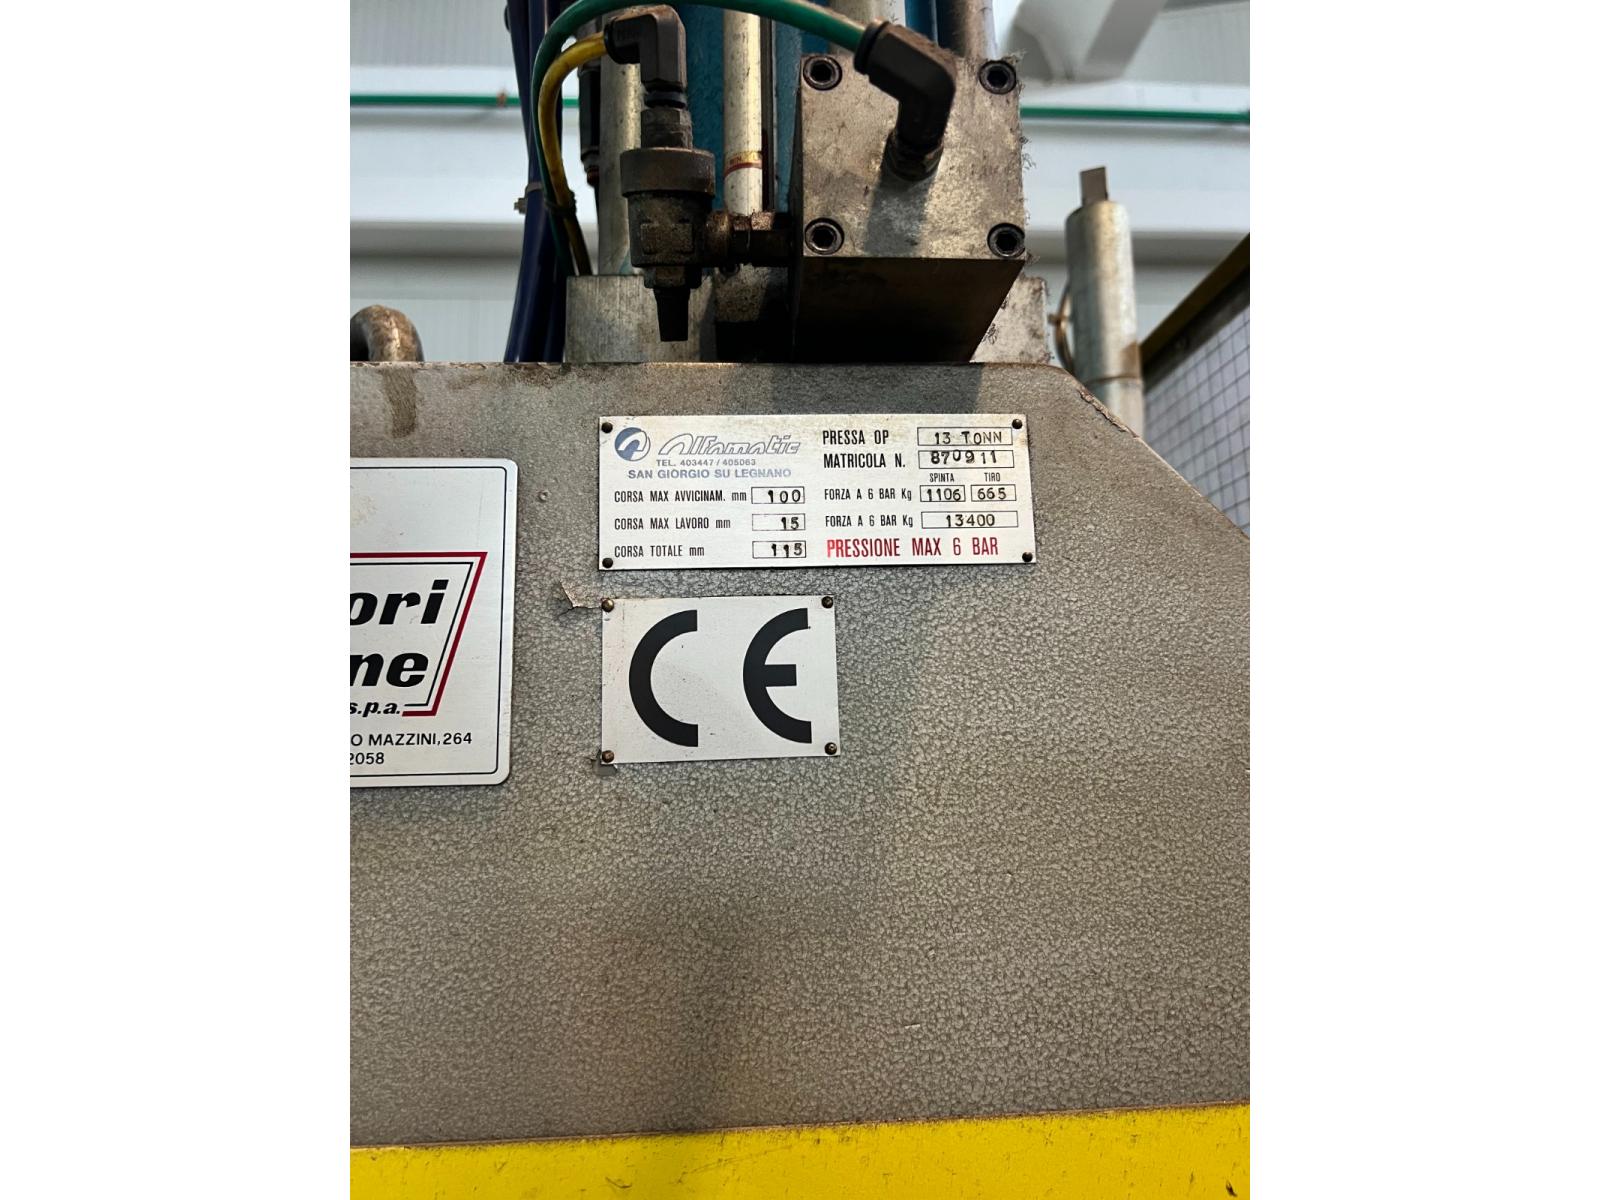 Alfamatic
TEL. 403447 / 405063
SAN GIORGIO SU LEGNANO
CORSA MAX AVVICINAM. mm 100
CORSA MAX LAVORO mm 15
CORSA TOTALE mm 115
PRESSA OP 13 TONN
MATRICOLA N. 870911
SPINTA TIRO
FORZA A 6 BAR Kg 1106 665
FORZA A 6 BAR Kg 13400
PRESSIONE MAX 6 BAR
CE
ori
ne
s.p.a.
O MAZZINI, 264
2058